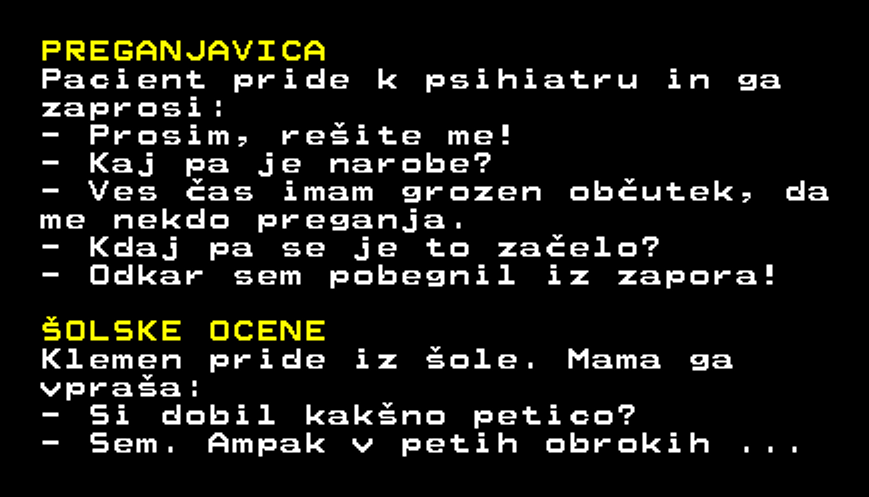 PREGANJAVICA
Pacient pride k psihiatru in ga
zaprosi:
- Prosim, rešite me!
- Kaj pa je narobe?
- Ves čas imam grozen občutek, da
me nekdo preganja.
- Kdaj pa se je to začelo?
- Odkar sem pobegnil iz zapora!
ŠOLSKE OCENE
Klemen pride iz šole. Mama ga
vpraša:
- Si dobil kakšno petico?
- Sem. Ampak v petih obrokih ...